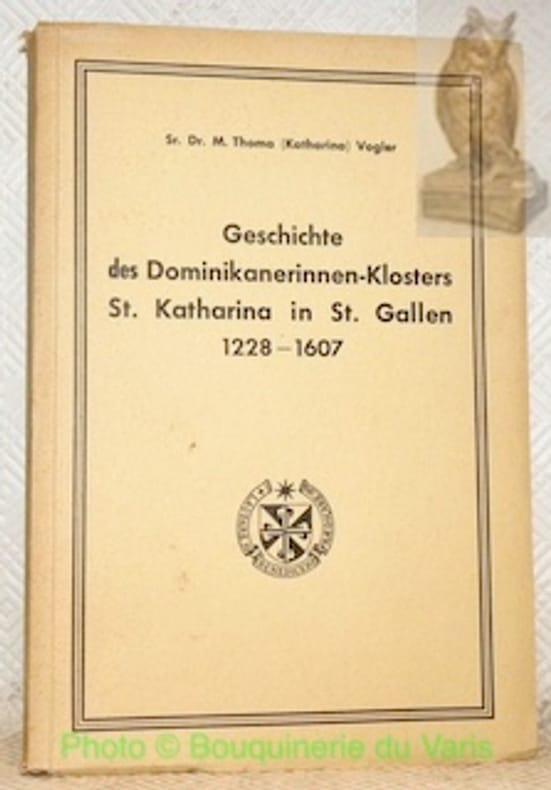 Sr. Dr. M. Thoma (Katharina) Vogler
Geschichte
des Dominikanerinnen-Klosters
St. Katharina in St. Gallen
1228–1607
Photo © Bouquinerie du Varis